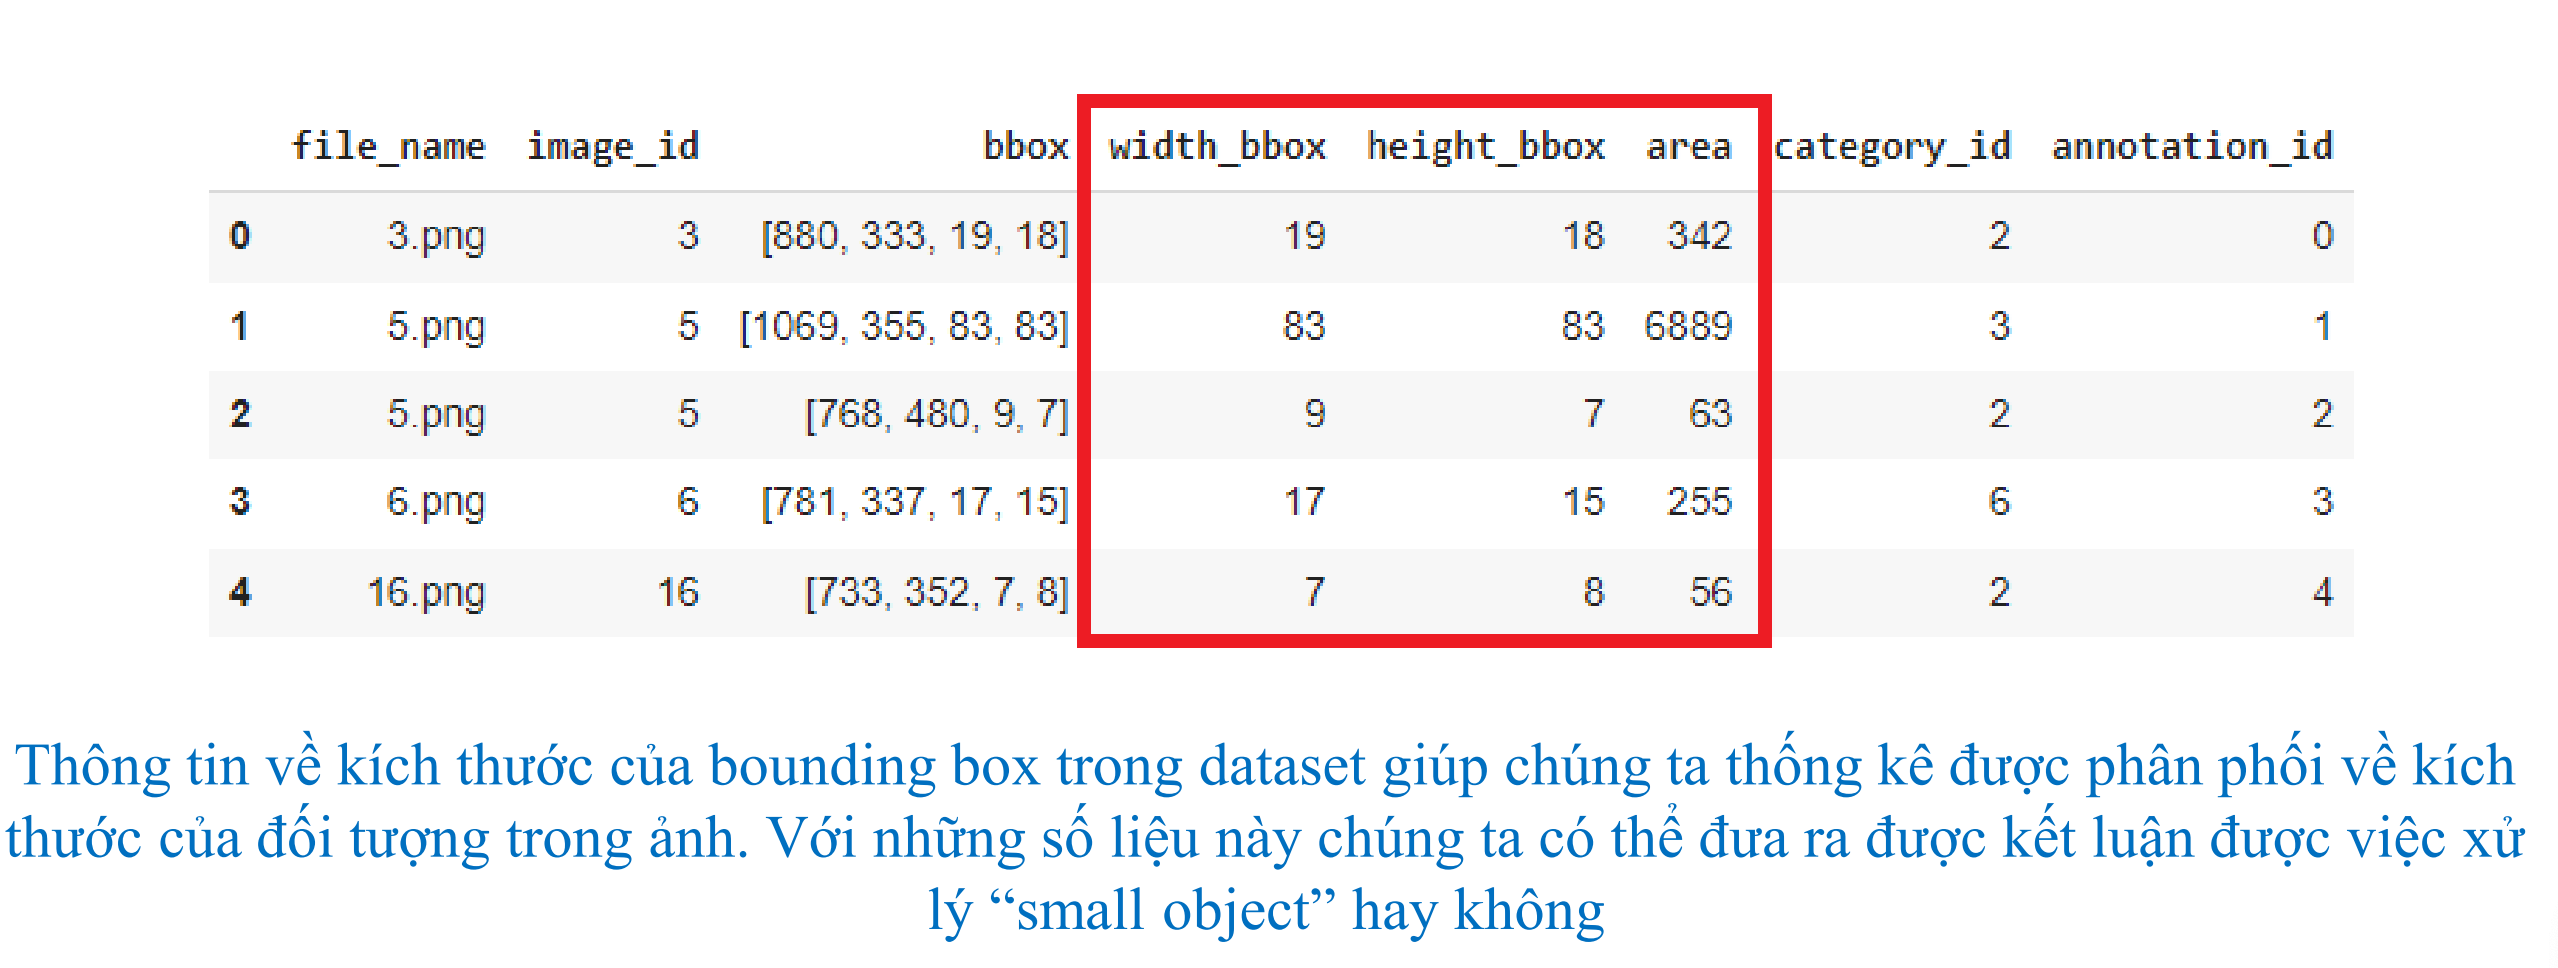 file_name image_id bbox width_bbox height_bbox area category_id annotation_id
0 3.png 3 [880, 333, 19, 18] 19 18 342 2 0
1 5.png 5 [1069, 355, 83, 83] 83 83 6889 3 1
2 5.png 5 [768, 480, 9, 7] 9 7 63 2 2
3 6.png 6 [781, 337, 17, 15] 17 15 255 6 3
4 16.png 16 [733, 352, 7, 8] 7 8 56 2 4
Thông tin về kích thước của bounding box trong dataset giúp chúng ta thống kê được phân phối về kích
thước của đối tượng trong ảnh. Với những số liệu này chúng ta có thể đưa ra được kết luận được việc xử
lý “small object” hay không